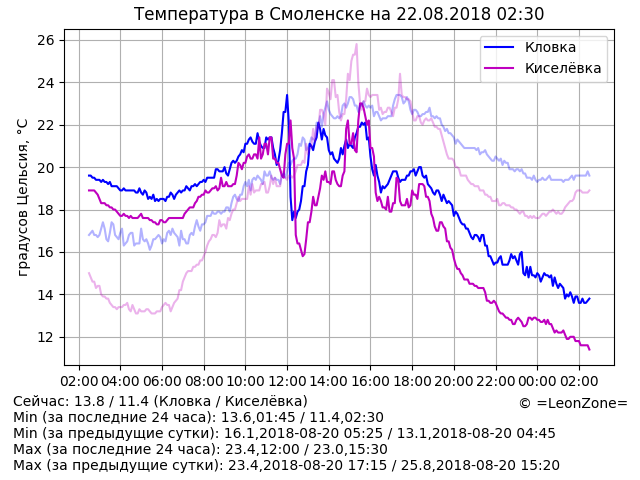 Температура в Смоленске на 22.08.2018 02:30
Кловка
Киселёвка
градусов Цельсия, °C
26
24
22
20
18
16
14
12
02:00 04:00 06:00 08:00 10:00 12:00 14:00 16:00 18:00 20:00 22:00 00:00 02:00
Сейчас: 13.8 / 11.4 (Кловка / Киселёвка)
© =LeonZone=
Min (за последние 24 часа): 13.6,01:45 / 11.4,02:30
Min (за предыдущие сутки): 16.1,2018-08-20 05:25 / 13.1,2018-08-20 04:45
Max (за последние 24 часа): 23.4,12:00 / 23.0,15:30
Max (за предыдущие сутки): 23.4,2018-08-20 17:15 / 25.8,2018-08-20 15:20